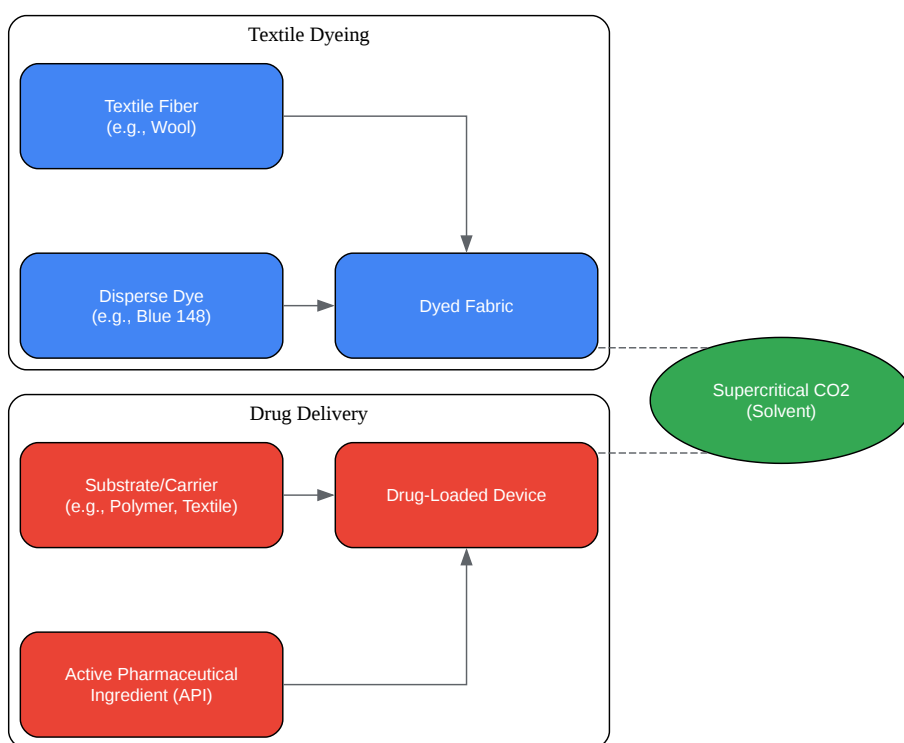 Textile Dyeing
Textile Fiber
(e.g., Wool)
Disperse Dye
(e.g., Blue 148)
Dyed Fabric
Supercritical CO2
(Solvent)
Drug Delivery
Substrate/Carrier
(e.g., Polymer, Textile)
Drug-Loaded Device
Active Pharmaceutical
Ingredient (API)